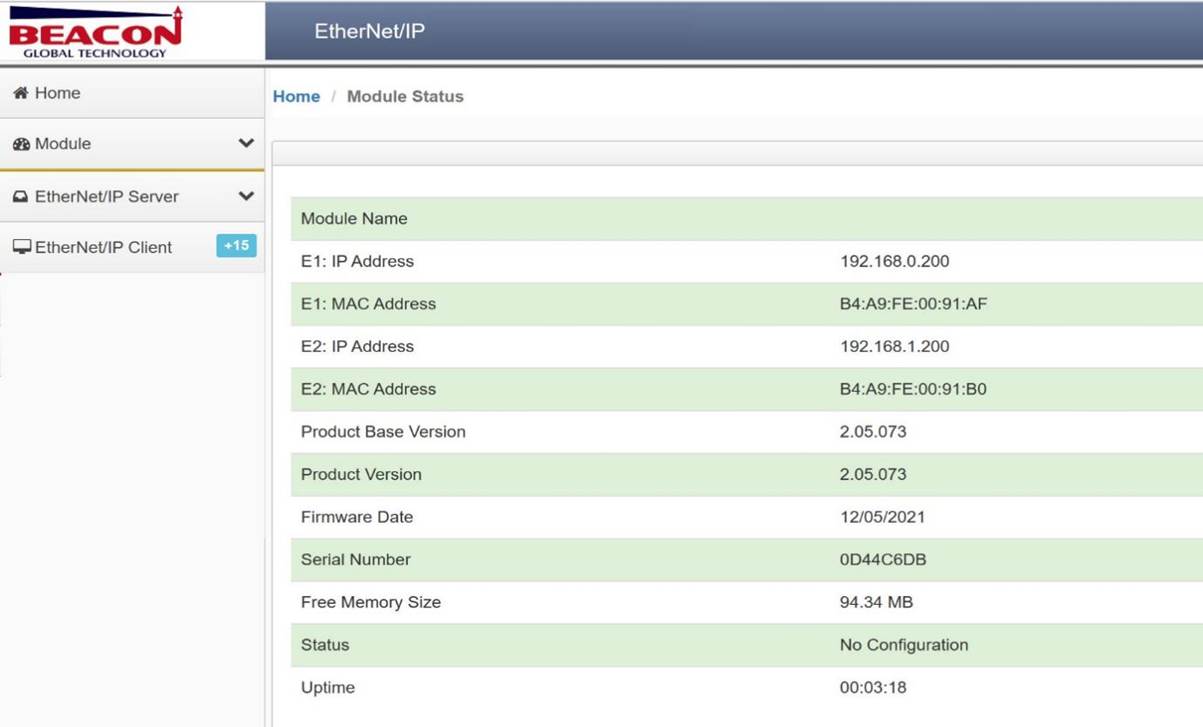 BEACON
GLOBAL TECHNOLOGY
EtherNet/IP
Home
Module
EtherNet/IP Server
EtherNet/IP Client +15
Home / Module Status
Module Name
E1: IP Address 192.168.0.200
E1: MAC Address B4:A9:FE:00:91:AF
E2: IP Address 192.168.1.200
E2: MAC Address B4:A9:FE:00:91:B0
Product Base Version 2.05.073
Product Version 2.05.073
Firmware Date 12/05/2021
Serial Number 0D44C6DB
Free Memory Size 94.34 MB
Status No Configuration
Uptime 00:03:18